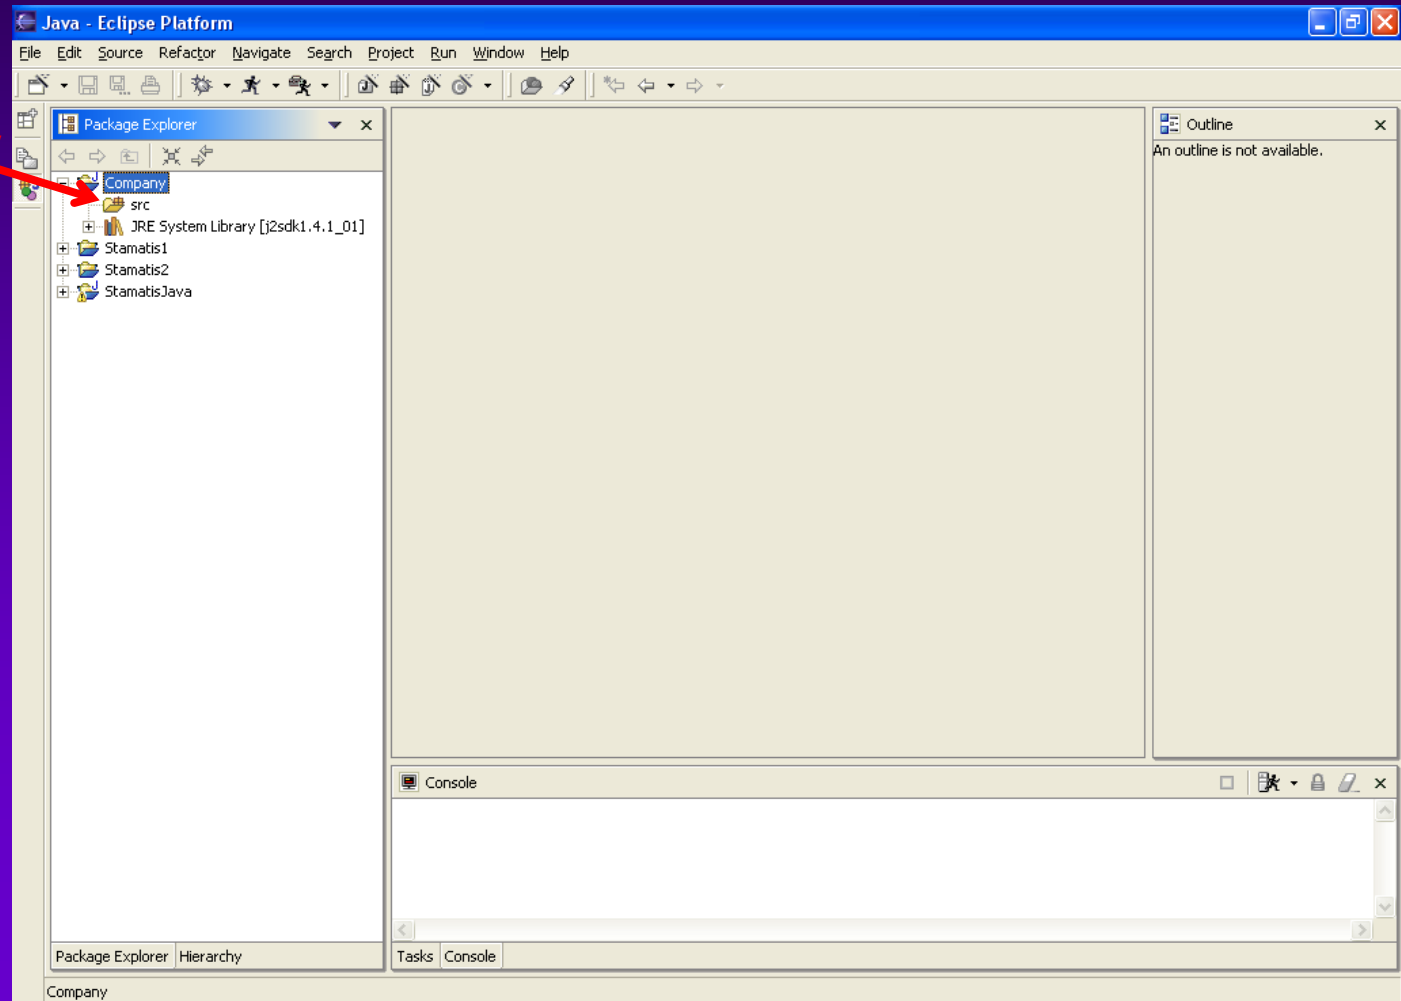 Java - Eclipse Platform
File Edit Source Refactor Navigate Search Project Run Window Help
Package Explorer
Outline
An outline is not available.
Company
src
JRE System Library [j2sdk1.4.1_01]
Stamatis1
Stamatis2
StamatisJava
Console
Package Explorer Hierarchy
Tasks Console
Company